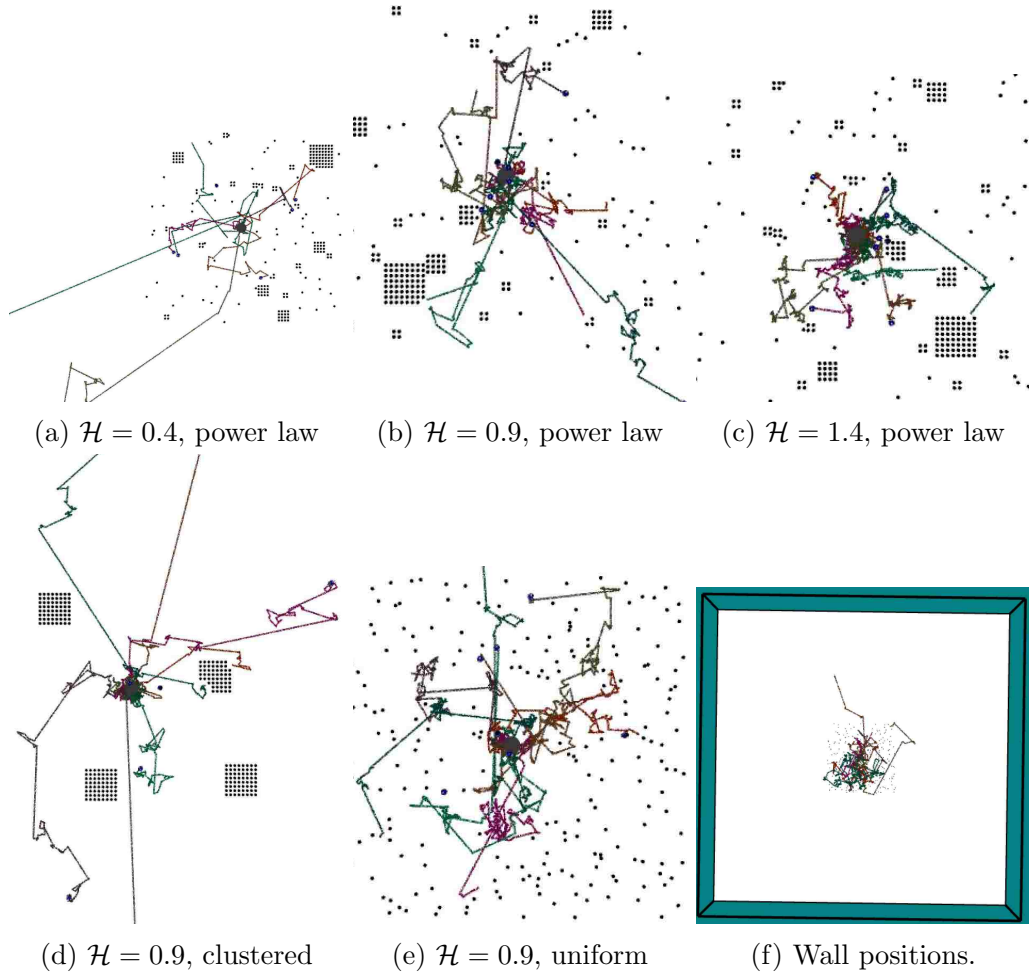 (a) ℋ = 0.4, power law
(b) ℋ = 0.9, power law
(c) ℋ = 1.4, power law
(d) ℋ = 0.9, clustered
(e) ℋ = 0.9, uniform
(f) Wall positions.